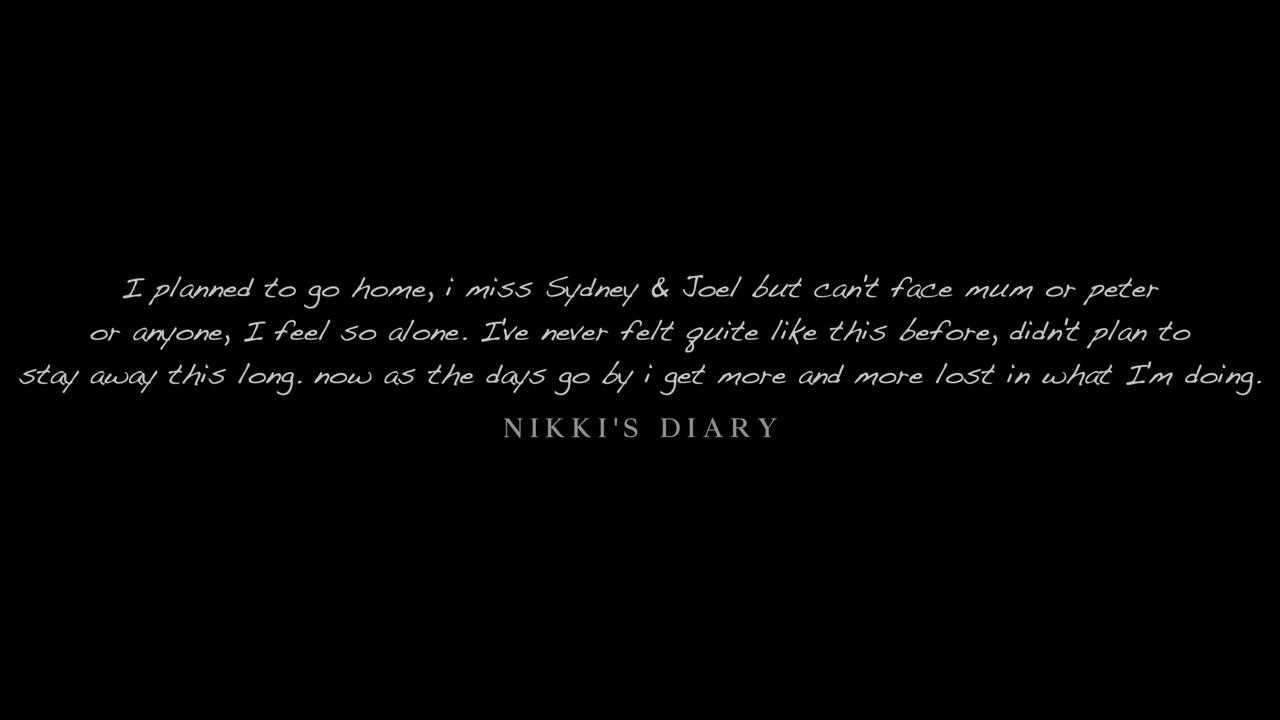 I planned to go home, i miss Sydney & Joel but can't face mum or peter
or anyone, I feel so alone. I've never felt quite like this before, didn't plan to
stay away this long. now as the days go by i get more and more lost in what I'm doing.
NIKKI'S DIARY